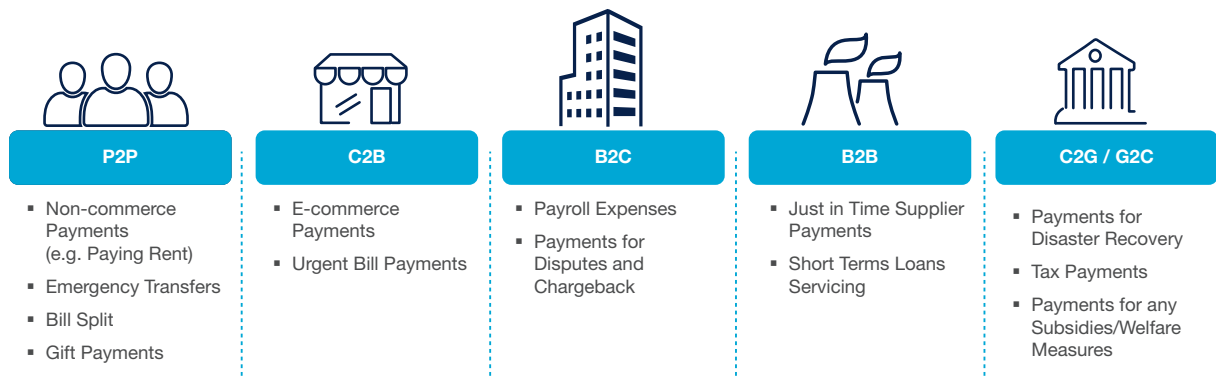 P2P
▪ Non-commerce
Payments
(e.g. Paying Rent)
▪ Emergency Transfers
▪ Bill Split
▪ Gift Payments
C2B
▪ E-commerce
Payments
▪ Urgent Bill Payments
B2C
▪ Payroll Expenses
▪ Payments for
Disputes and
Chargeback
B2B
▪ Just in Time Supplier
Payments
▪ Short Terms Loans
Servicing
C2G / G2C
▪ Payments for
Disaster Recovery
▪ Tax Payments
▪ Payments for any
Subsidies/Welfare
Measures